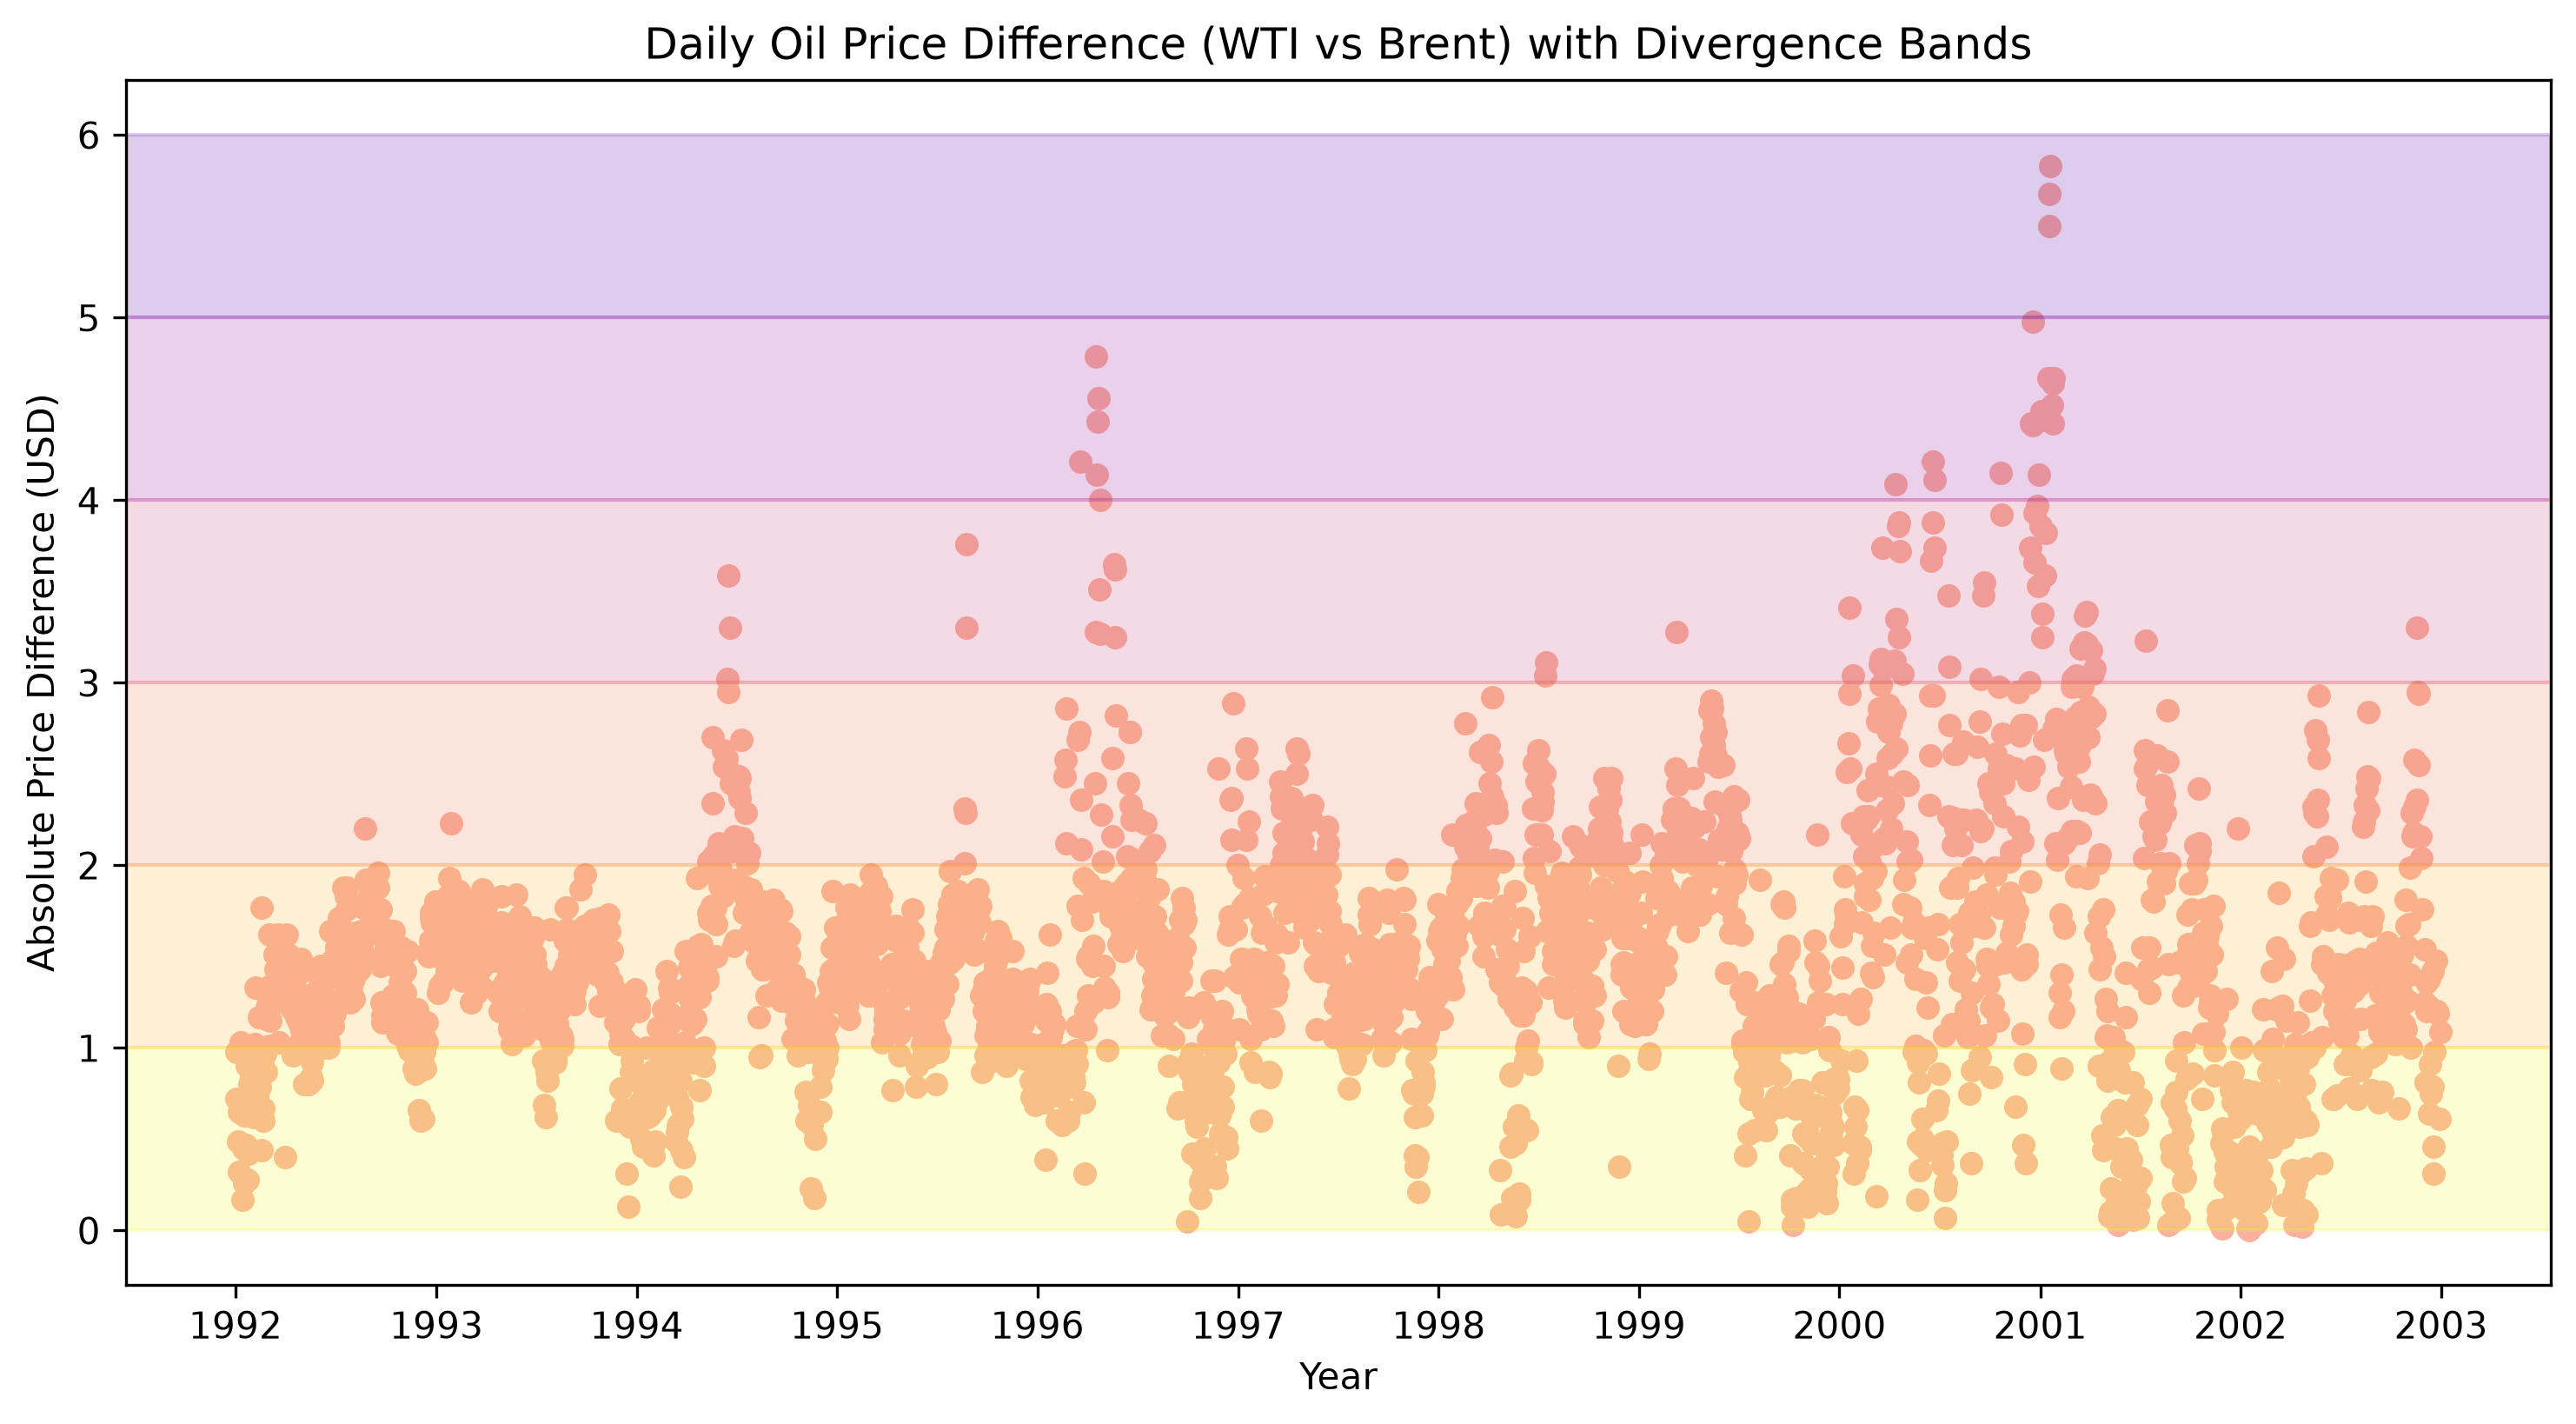 Daily Oil Price Difference (WTI vs Brent) with Divergence Bands
Absolute Price Difference (USD)
6
5
4
3
2
1
0
1992 1993 1994 1995 1996 1997 1998 1999 2000 2001 2002 2003
Year